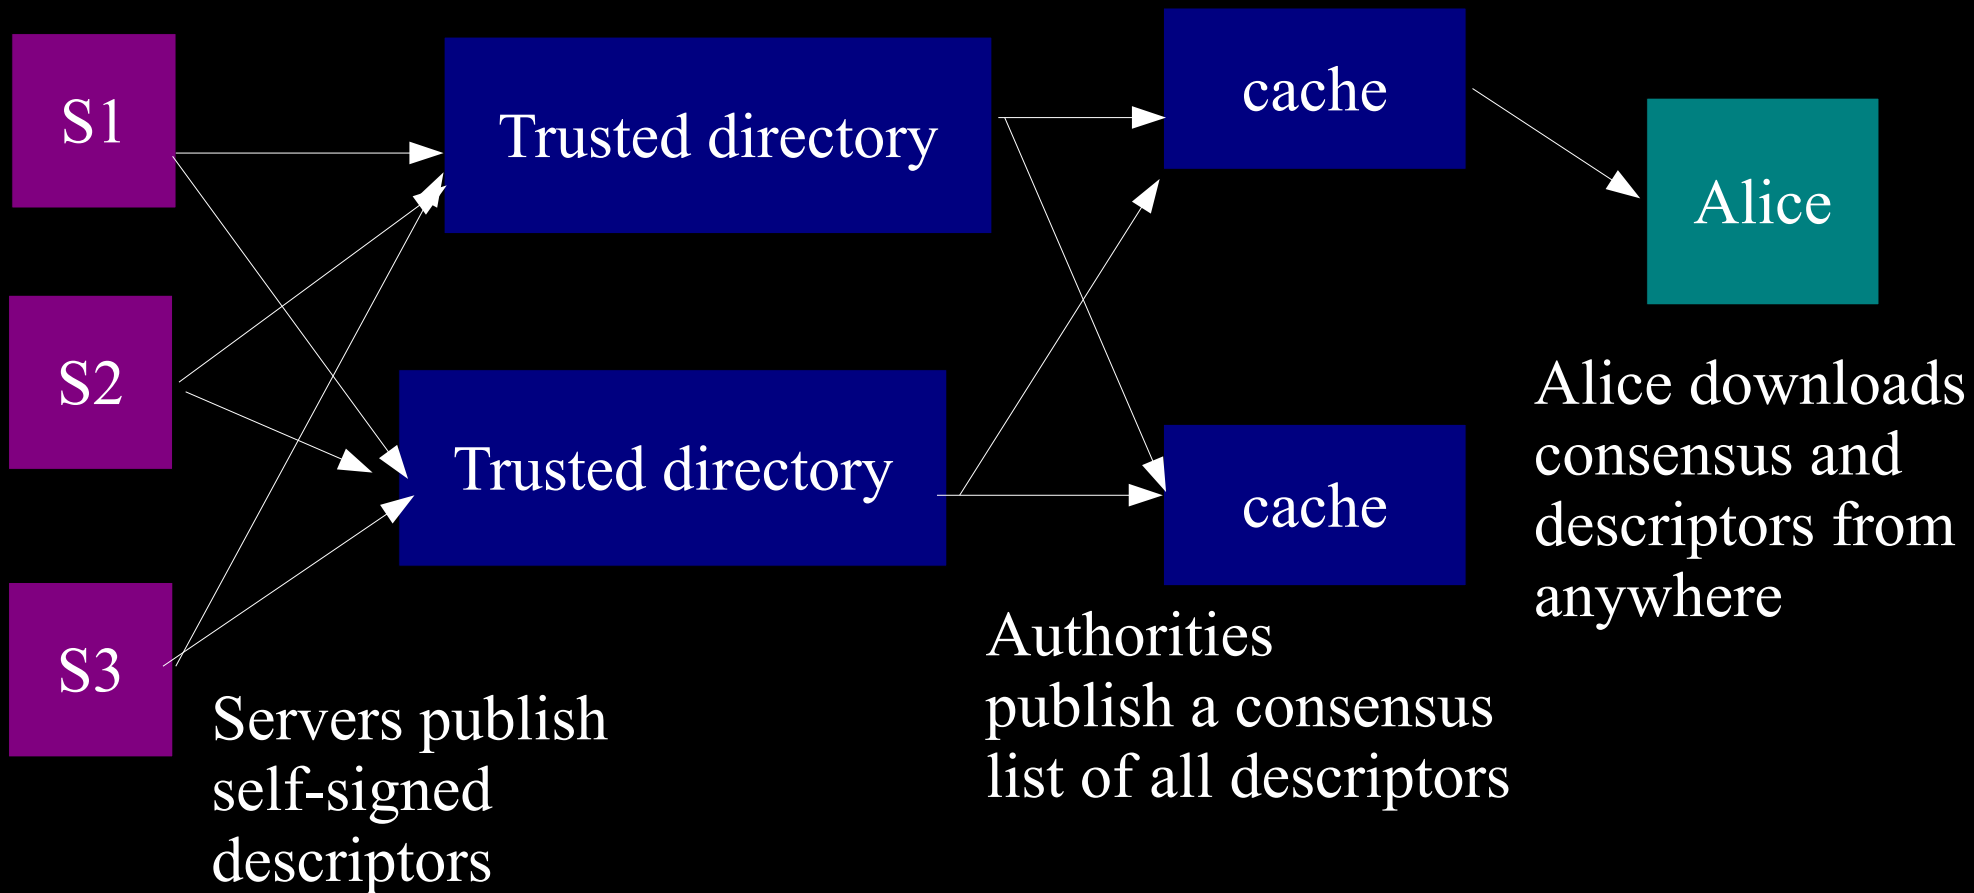 S1
S2
S3
Trusted directory
Trusted directory
cache
cache
Alice
Servers publish
self-signed
descriptors
Authorities
publish a consensus
list of all descriptors
Alice downloads
consensus and
descriptors from
anywhere